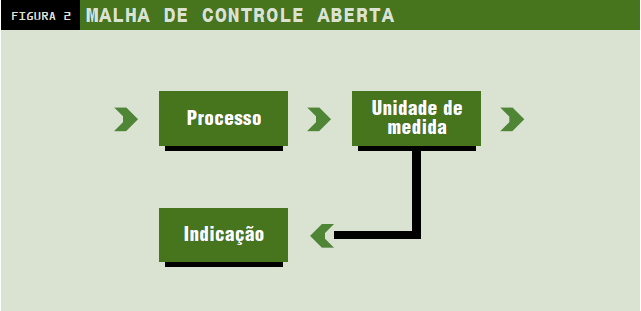 FIGURA 2 MALHA DE CONTROLE ABERTA
Processo
Unidade de
medida
Indicação